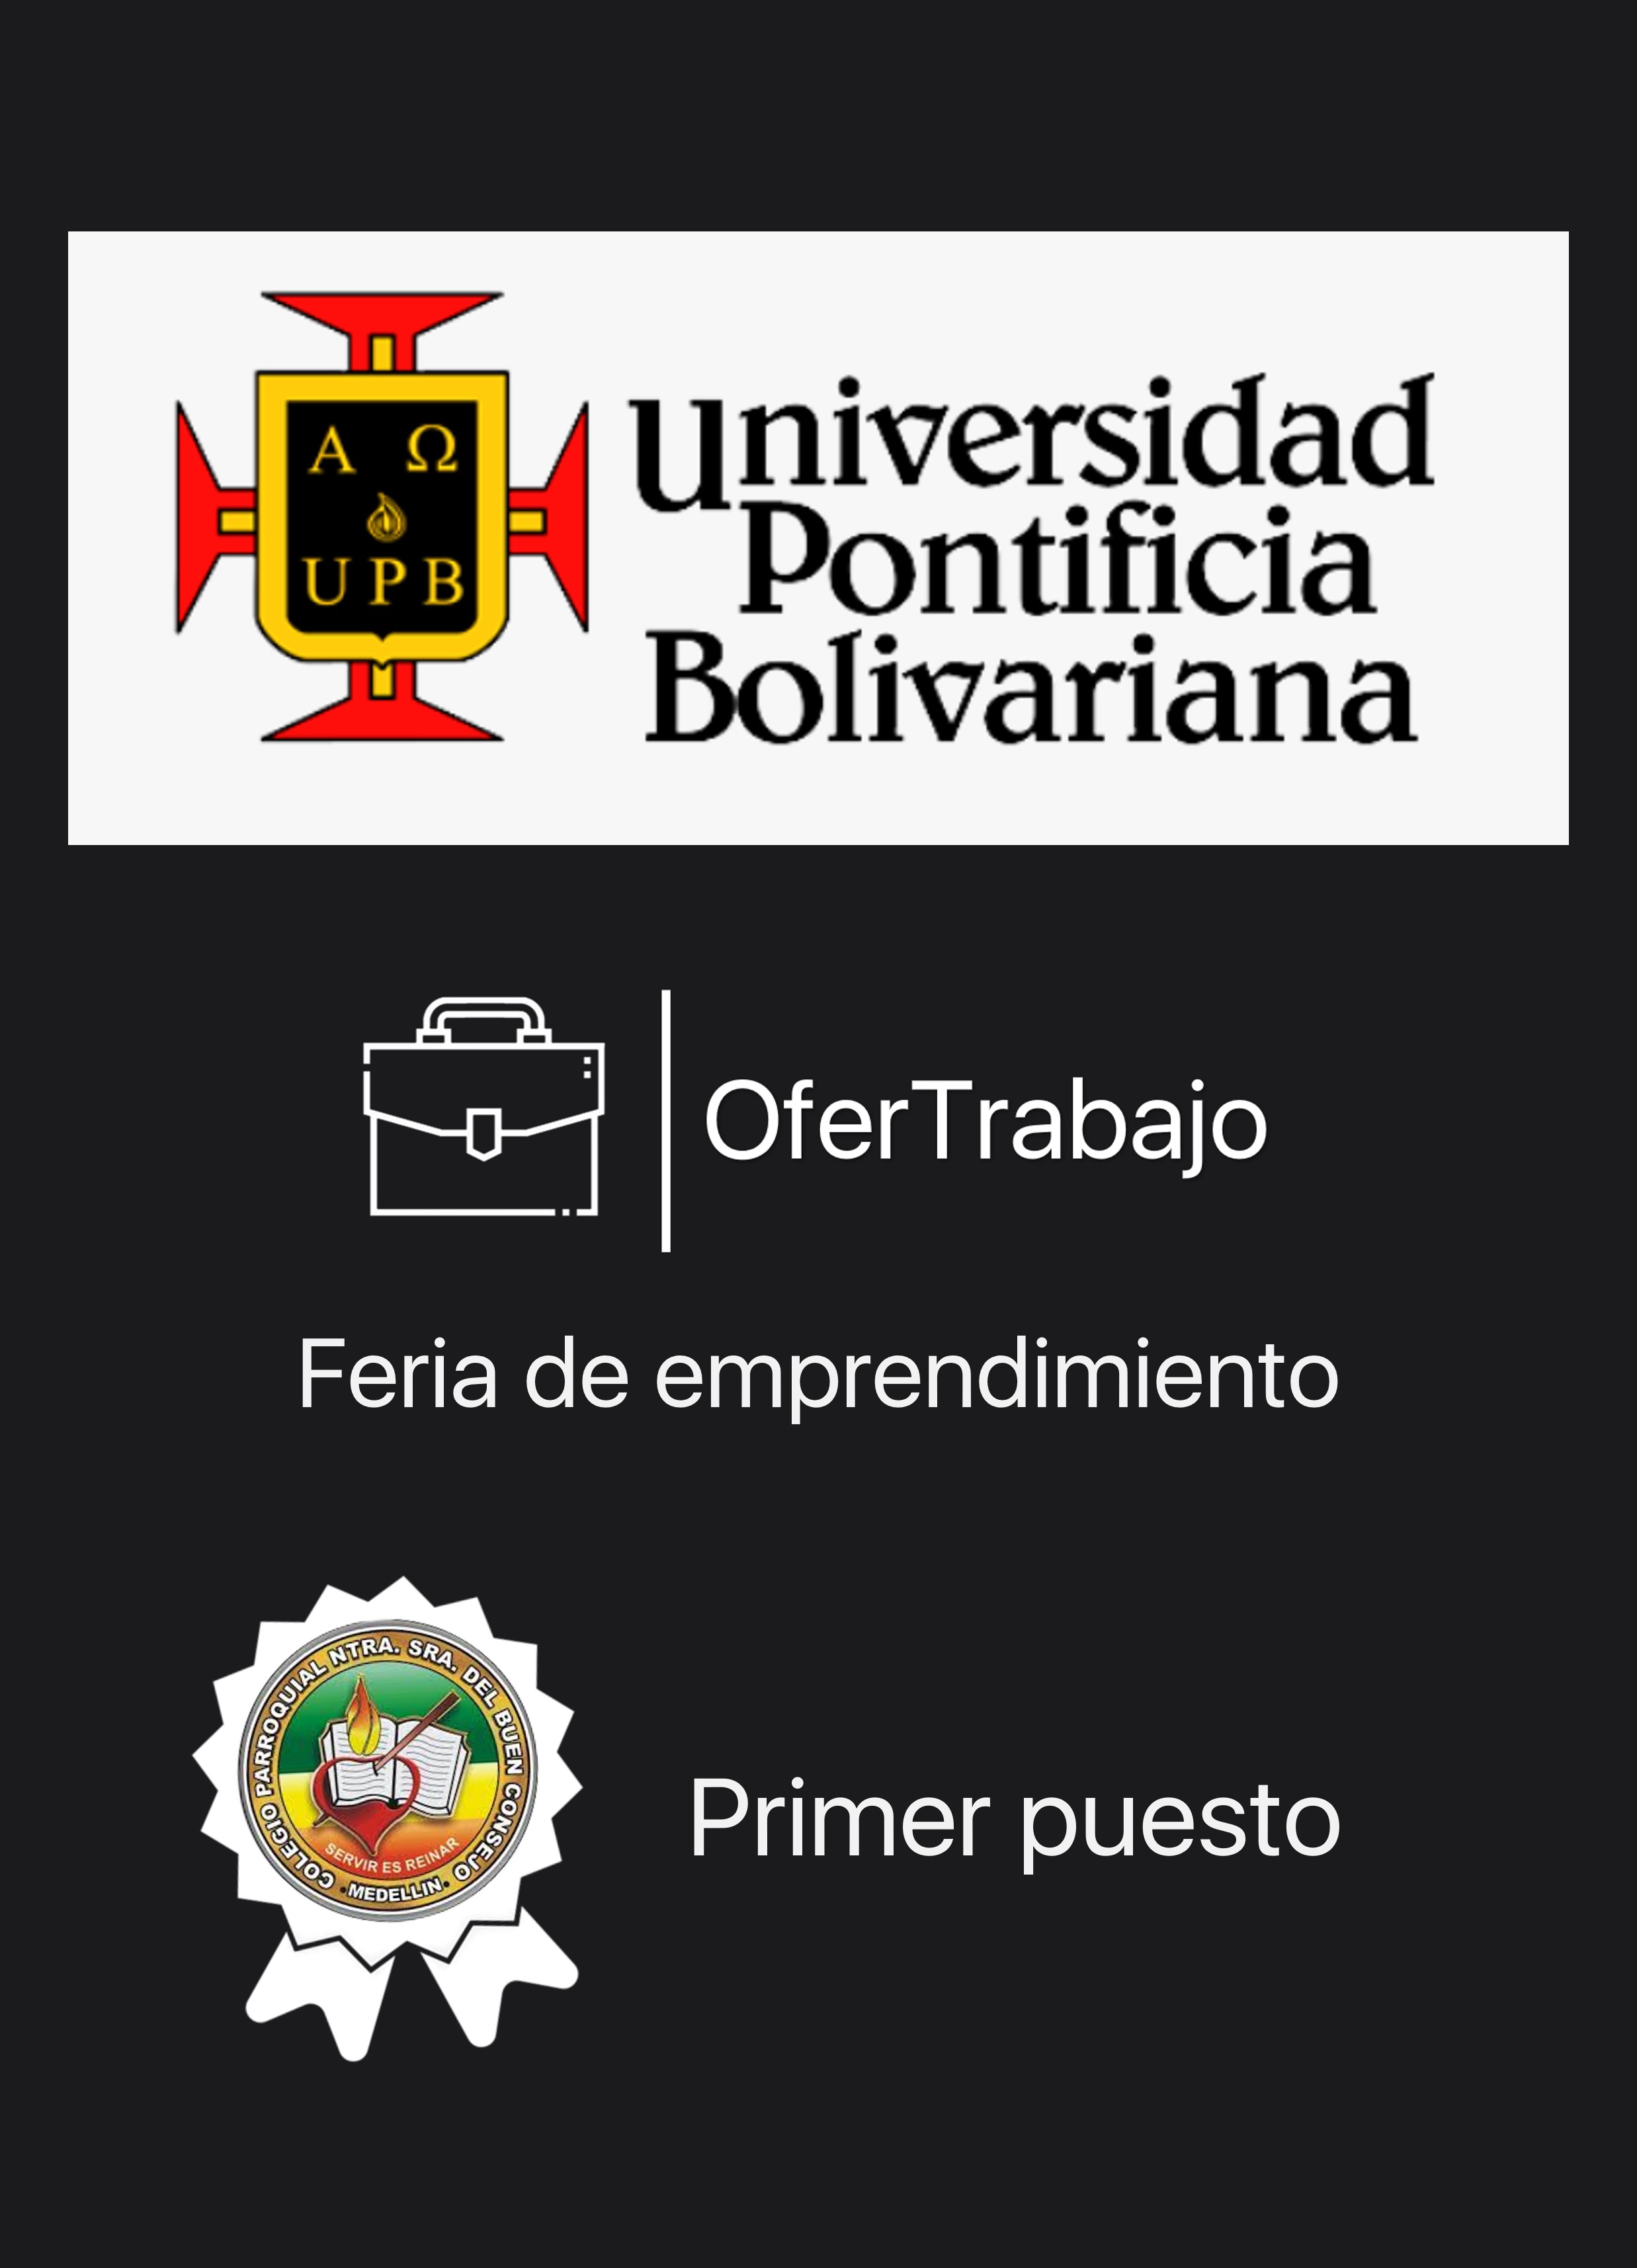 Α Ω
UPB
universidad
Pontificia
Bolivariana
OferTrabajo
Feria de emprendimiento
COLEGIO PARROQUIAL NTRA. SRA. DEL BUEN CONSEJO
SERVIR ES REINAR
• MEDELLIN •
Primer puesto